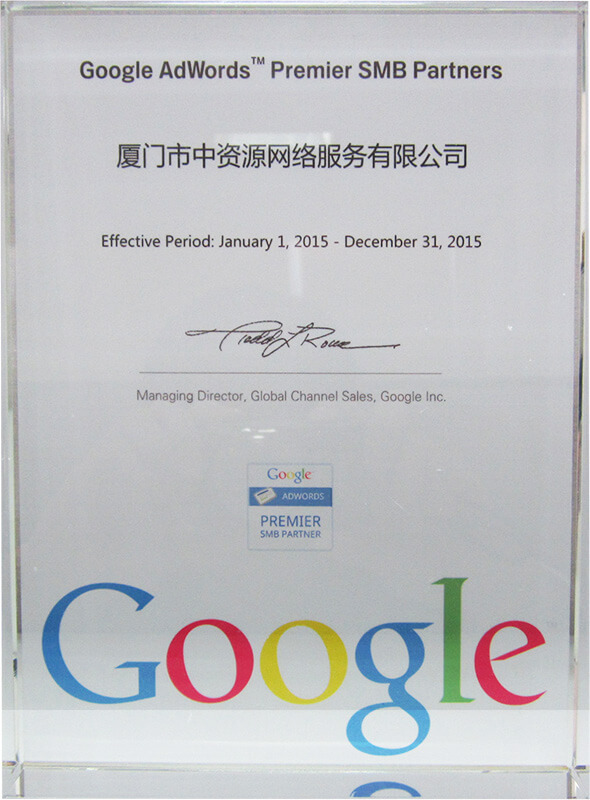 Google AdWords™ Premier SMB Partners
厦门市中资源网络服务有限公司
Effective Period: January 1, 2015 - December 31, 2015
Managing Director, Global Channel Sales, Google Inc.
Google
ADWORDS
PREMIER
SMB PARTNER
Google